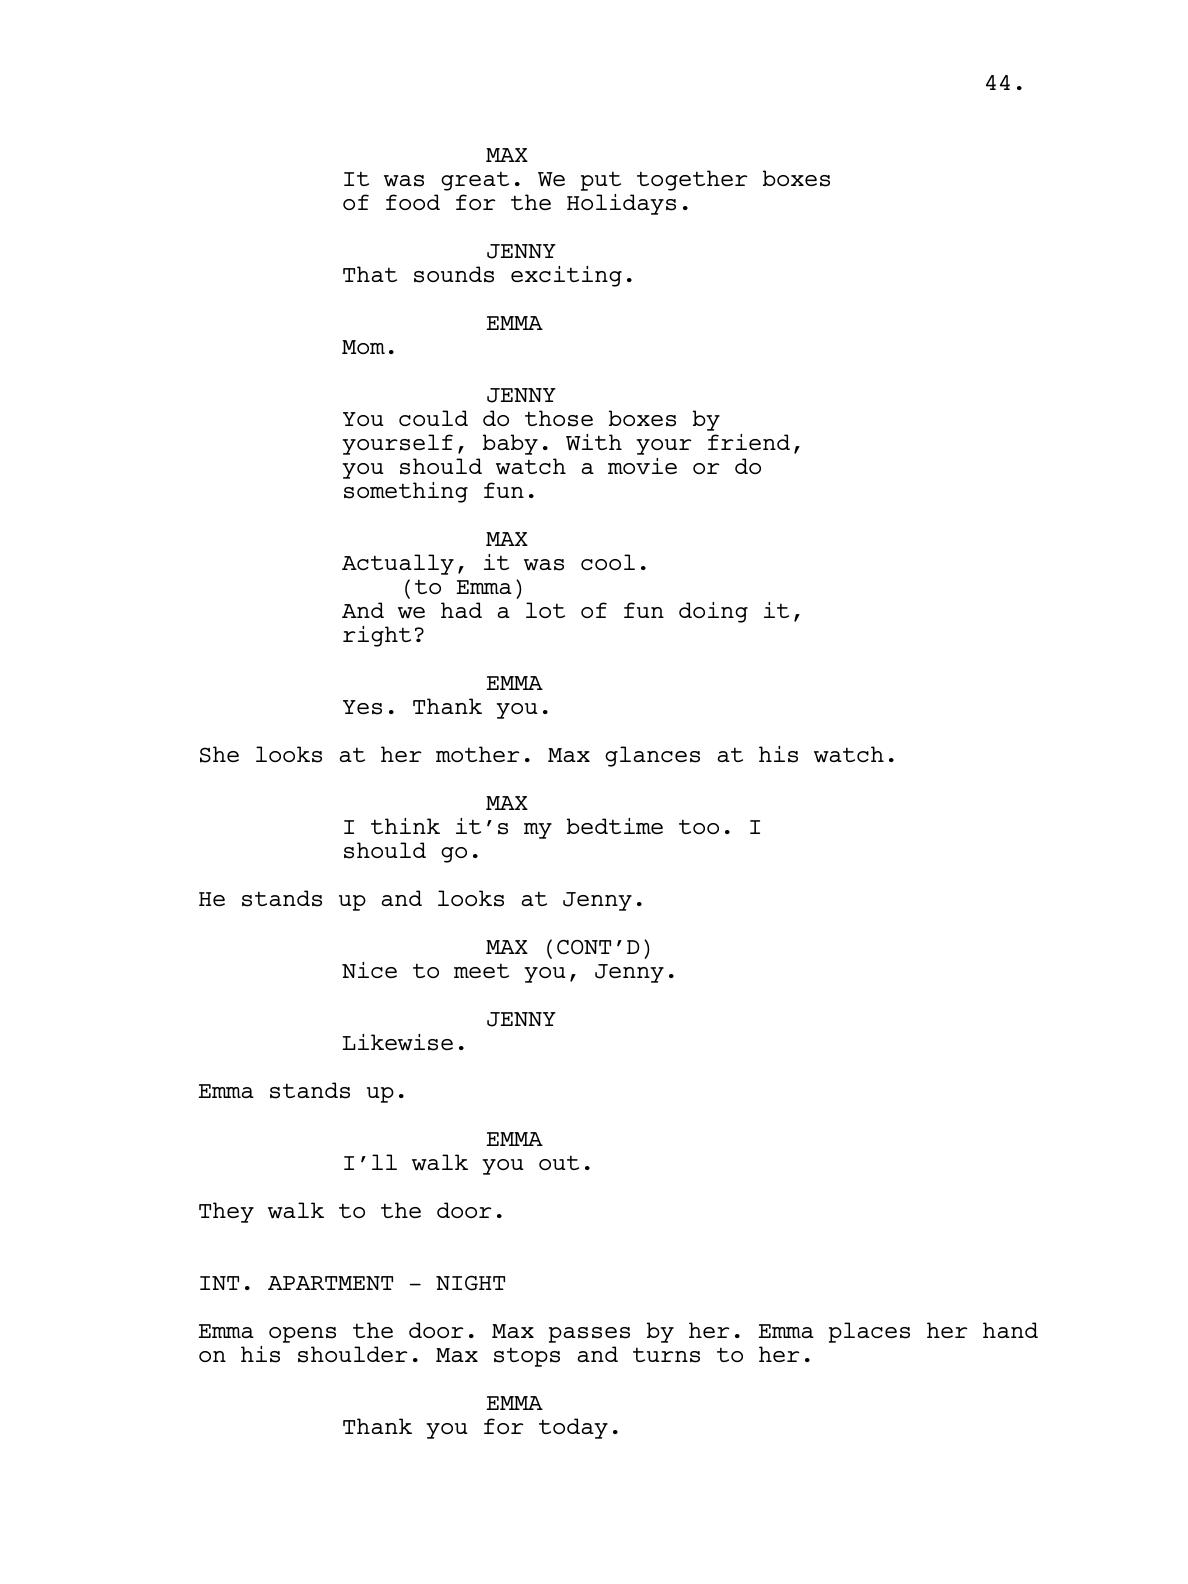 44.
MAX
It was great. We put together boxes
of food for the Holidays.
JENNY
That sounds exciting.
EMMA
Mom.
JENNY
You could do those boxes by
yourself, baby. With your friend,
you should watch a movie or do
something fun.
MAX
Actually, it was cool.
(to Emma)
And we had a lot of fun doing it,
right?
EMMA
Yes. Thank you.
She looks at her mother. Max glances at his watch.
MAX
I think it’s my bedtime too. I
should go.
He stands up and looks at Jenny.
MAX (CONT’D)
Nice to meet you, Jenny.
JENNY
Likewise.
Emma stands up.
EMMA
I’ll walk you out.
They walk to the door.
INT. APARTMENT – NIGHT
Emma opens the door. Max passes by her. Emma places her hand
on his shoulder. Max stops and turns to her.
EMMA
Thank you for today.